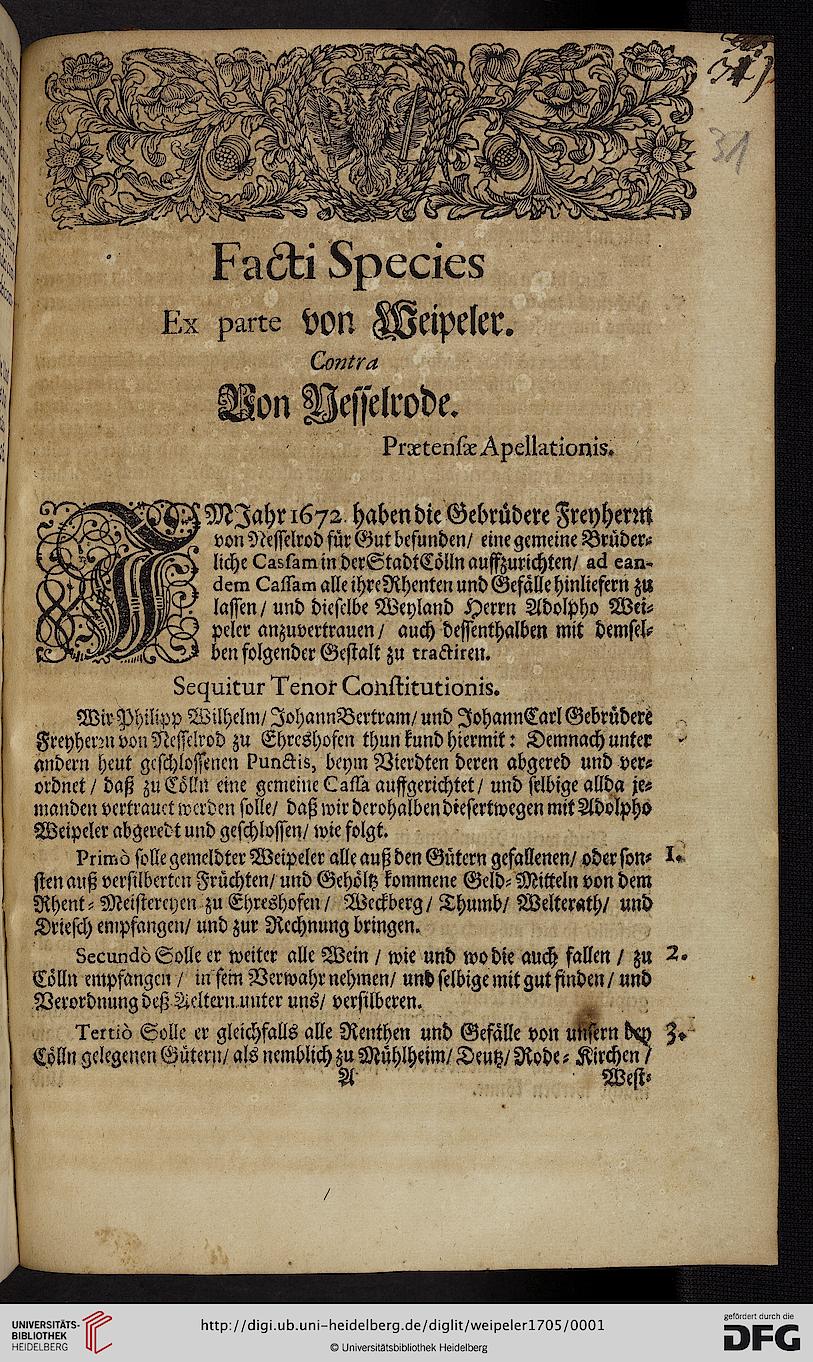 31
Facti Species
Ex parte von Weipeler.
Contra
Von Nesselrode.
Prætensæ Apellationis.
IM Jahr 1672. haben die Gebrüdere Freyherrn
von Nesselrod für Gut befunden/ eine gemeine Brüder-
liche Cassam in der Stadt Cölln auffzurichten/ ad ean-
dem Cassam alle ihre Rhenten und Gefälle hinliefern zu
lassen/ und dieselbe Weyland Herrn Adolpho Wei-
peler anzuvertrauen/ auch dessenthalben mit demsel-
ben folgender Gestalt zu tractiren.
Sequitur Tenor Constitutionis.
Wir Philipp Wilhelm/ Johann Bertram/ und Johann Carl Gebrüdere
Freyherrn von Nesselrod zu Ehreshofen thun kund hiermit: Demnach unter
andern heut geschlossenen Punctis, beym Vierdten deren abgered und ver-
ordnet/ daß zu Cölln eine gemeine Cassa auffgerichtet/ und selbige allda je-
manden vertrauet werden solle/ daß wir derohalben diesertwegen mit Adolpho
Weipeler abgeredt und geschlossen/ wie folgt.
Primò solle gemeldter Weipeler alle auß den Gütern gefallenen/ oder son- 1.
sten auß versilberten Früchten/ und Gehöltz kommene Geld-Mitteln von dem
Rhent-Meistereyen zu Ehreshofen/ Weckberg/ Thumb/ Welterath/ und
Driesch empfangen/ und zur Rechnung bringen.
Secundò Solle er weiter alle Wein/ wie und wo die auch fallen/ zu 2.
Cölln empfangen/ in sein Verwahr nehmen/ und selbige mit gut finden/ und
Verordnung deß Aeltern unter uns/ versilberen.
Tertiò Solle er gleichfalls alle Renthen und Gefälle von unsern bey 3.
Cölln gelegenen Gütern/ als nemblich zu Mühlheim/ Deutz/ Rode-Kirchen/
A West-
UNIVERSITÄTS-
BIBLIOTHEK
HEIDELBERG
http://digi.ub.uni-heidelberg.de/diglit/weipeler1705/0001
© Universitätsbibliothek Heidelberg
gefördert durch die
DFG